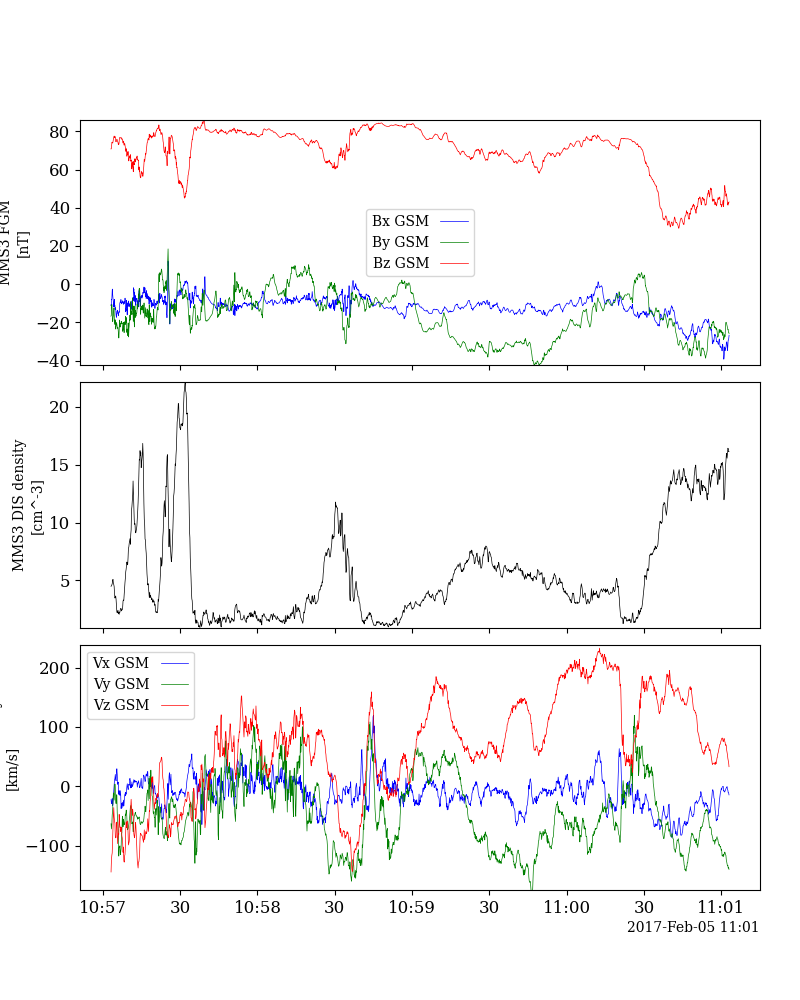 80
60
40
20
0
−20
−40
MMS3 FGM
[nT]
Bx GSM
By GSM
Bz GSM
20
15
10
5
MMS3 DIS density
[cm^-3]
200
100
0
−100
[km/s]
Vx GSM
Vy GSM
Vz GSM
10:57 30 10:58 30 10:59 30 11:00 30 11:01
2017-Feb-05 11:01